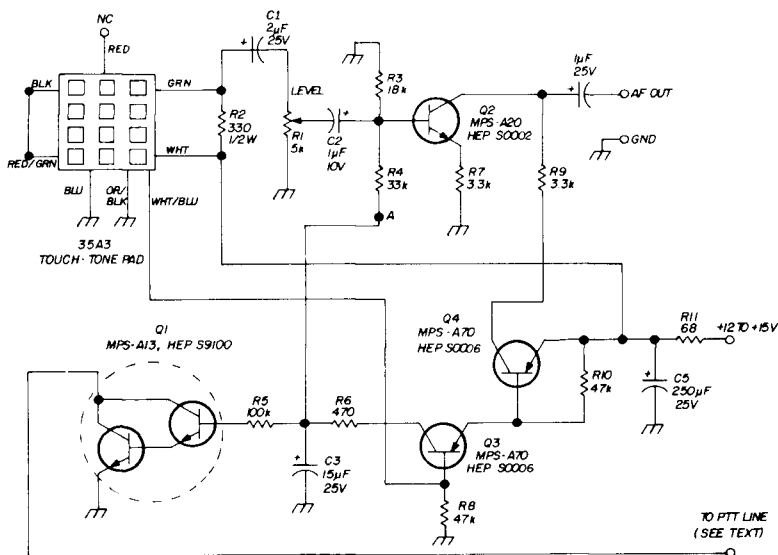 NC
RED
BLK
GRN
RED/GRN
WHT
BLU
OR/
BLK
WHT/BLU
35A3
TOUCH-TONE PAD
C1
2µF
25V
R2
330
1/2W
LEVEL
R1
5k
C2
1µF
10V
R3
18k
R4
33k
A
Q2
MPS-A20
HEP S0002
R7
3.3k
1µF
25V
AF OUT
GND
R9
3.3k
Q4
MPS-A70
HEP S0006
R11
68
+12 TO +15V
R10
47k
C5
250µF
25V
Q1
MPS-A13, HEP S9100
R5
100k
R6
470
C3
15µF
25V
Q3
MPS-A70
HEP S0006
R8
47k
TO PTT LINE
(SEE TEXT)